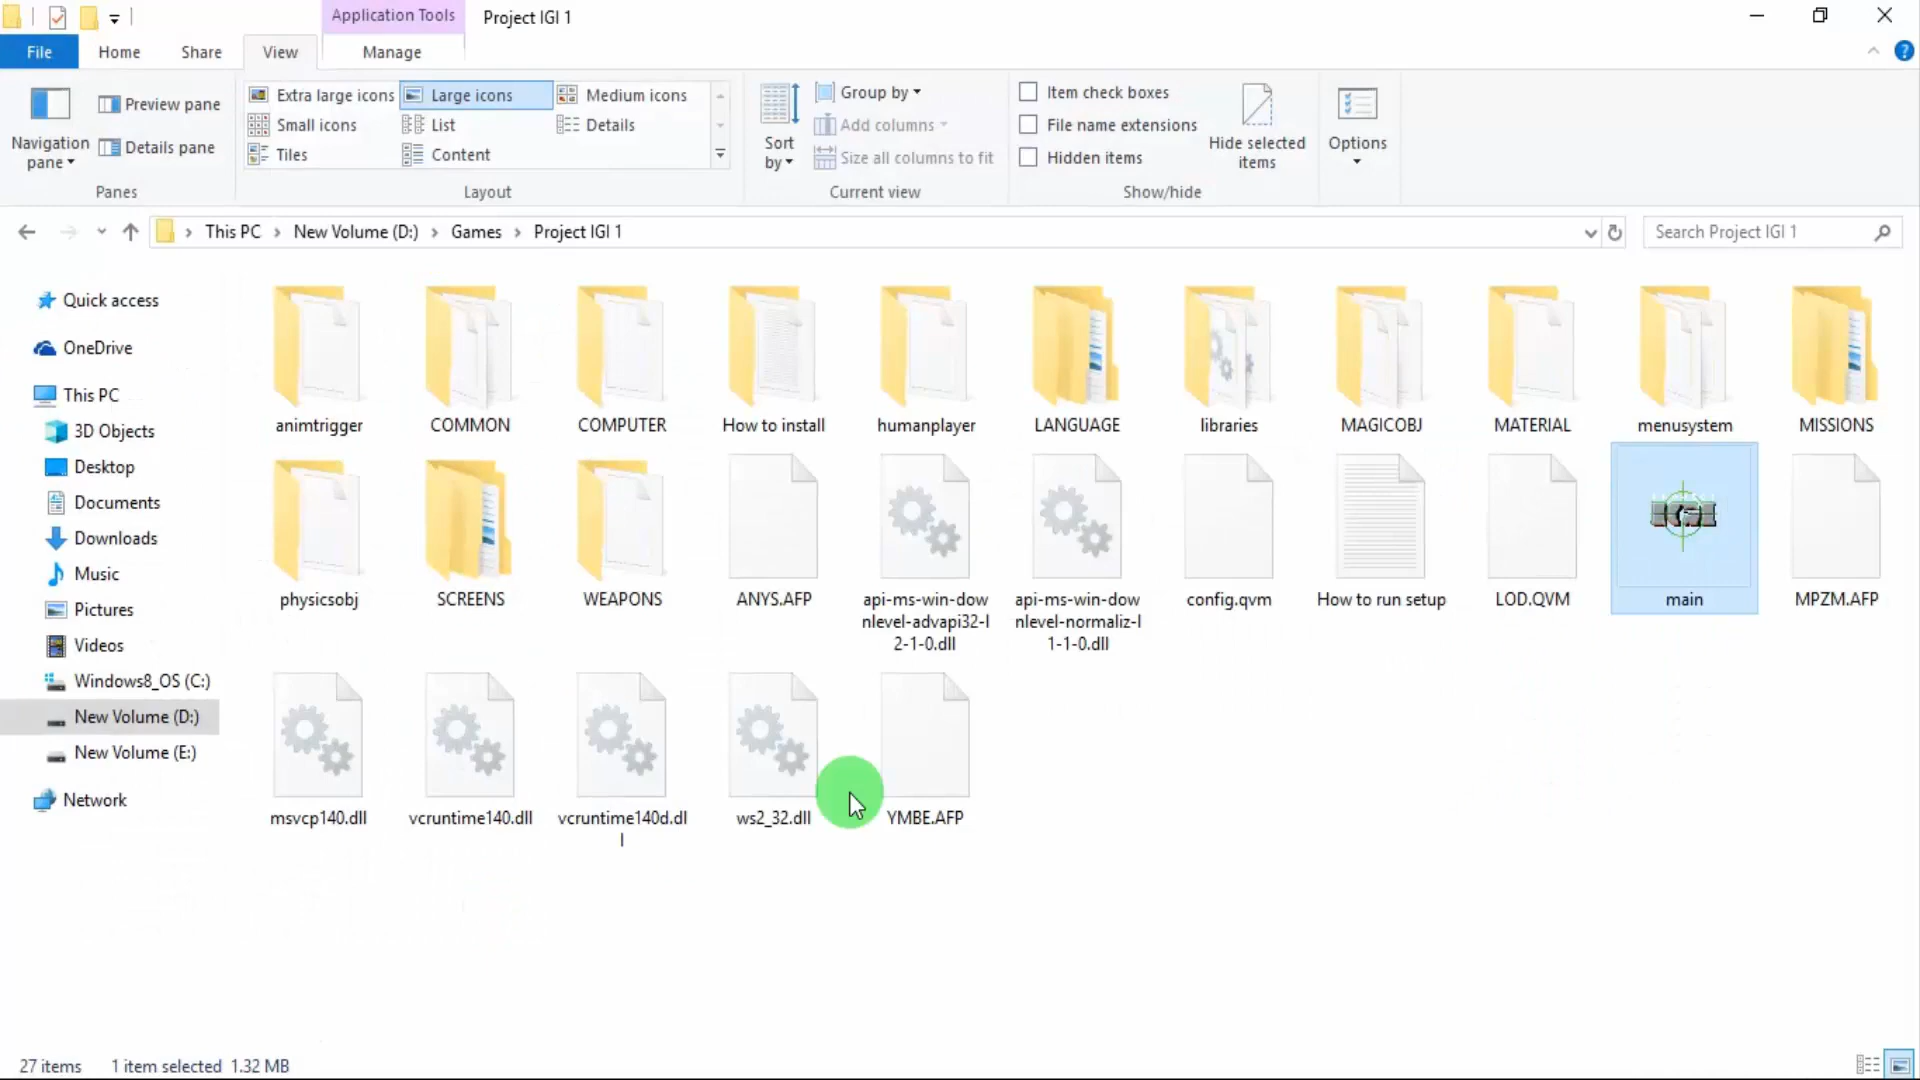 Application Tools
Project IGI 1
File
Home
Share
View
Manage
Navigation
pane
Preview pane
Details pane
Panes
Extra large icons
Large icons
Medium icons
Small icons
List
Details
Tiles
Content
Layout
Sort
by
Group by
Add columns
Size all columns to fit
Current view
Item check boxes
File name extensions
Hidden items
Hide selected
items
Show/hide
Options
This PC > New Volume (D:) > Games > Project IGI 1
Search Project IGI 1
Quick access
OneDrive
This PC
3D Objects
Desktop
Documents
Downloads
Music
Pictures
Videos
Windows8_OS (C:)
New Volume (D:)
New Volume (E:)
Network
animtrigger
COMMON
COMPUTER
How to install
humanplayer
LANGUAGE
libraries
MAGICOBJ
MATERIAL
menusystem
MISSIONS
physicsobj
SCREENS
WEAPONS
ANYS.AFP
api-ms-win-dow
nlevel-advapi32-l
2-1-0.dll
api-ms-win-dow
nlevel-normaliz-l
1-1-0.dll
config.qvm
How to run setup
LOD.QVM
IGI
main
MPZM.AFP
msvcp140.dll
vcruntime140.dll
vcruntime140d.dl
l
ws2_32.dll
YMBE.AFP
27 items
1 item selected 1.32 MB